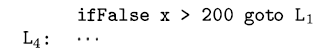 ifFalse x > 200 goto L₁
L₄: ...